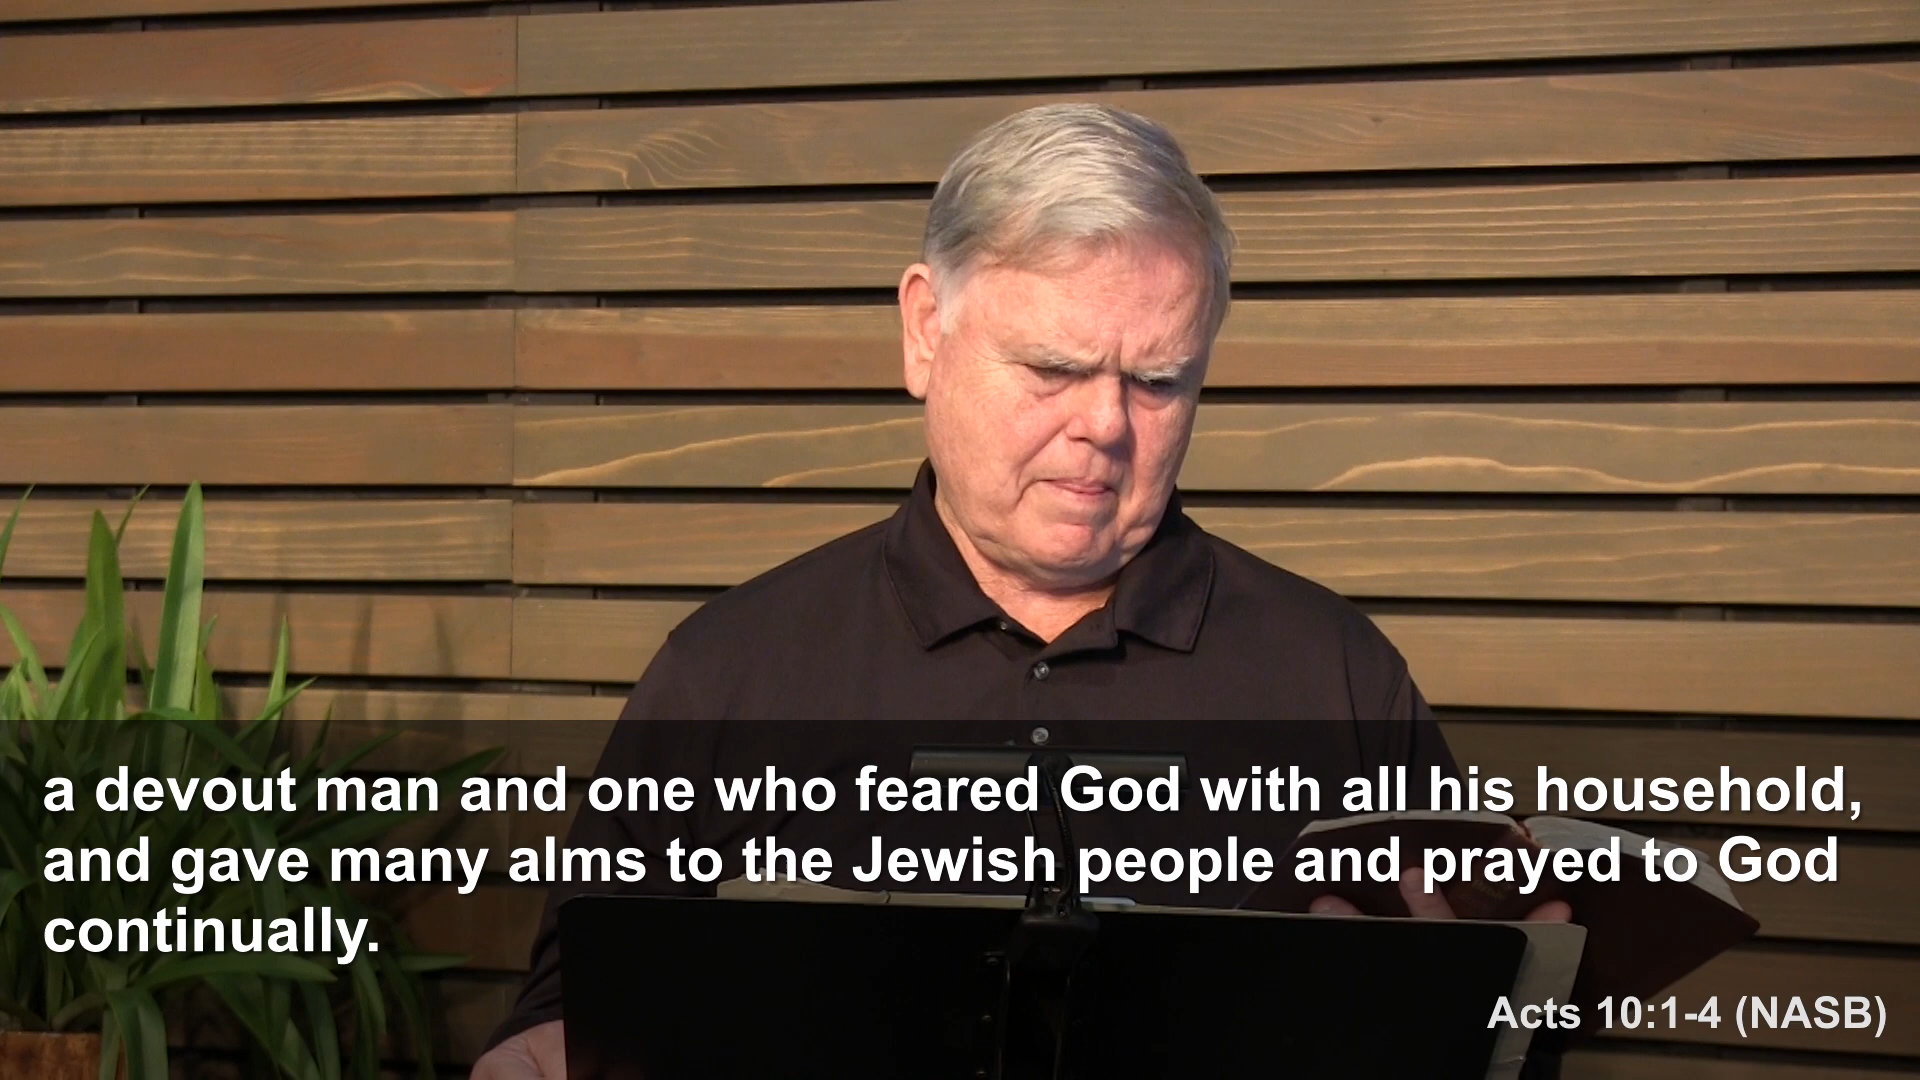 a devout man and one who feared God with all his household,
and gave many alms to the Jewish people and prayed to God
continually.
Acts 10:1-4 (NASB)